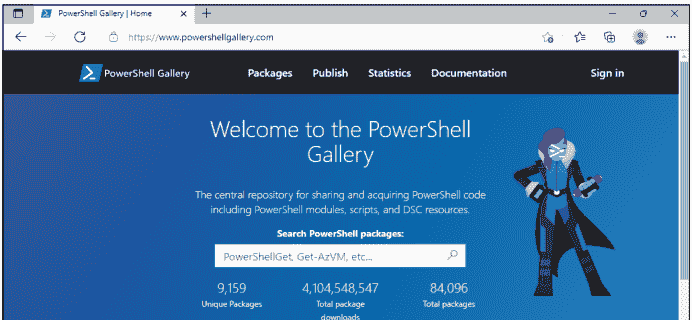 PowerShell Gallery | Home
https://www.powershellgallery.com
PowerShell Gallery
Packages
Publish
Statistics
Documentation
Sign in
Welcome to the PowerShell
Gallery
The central repository for sharing and acquiring PowerShell code
including PowerShell modules, scripts, and DSC resources.
Search PowerShell packages:
PowerShellGet, Get-AzVM, etc...
9,159
Unique Packages
4,104,548,547
Total package
downloads
84,096
Total packages